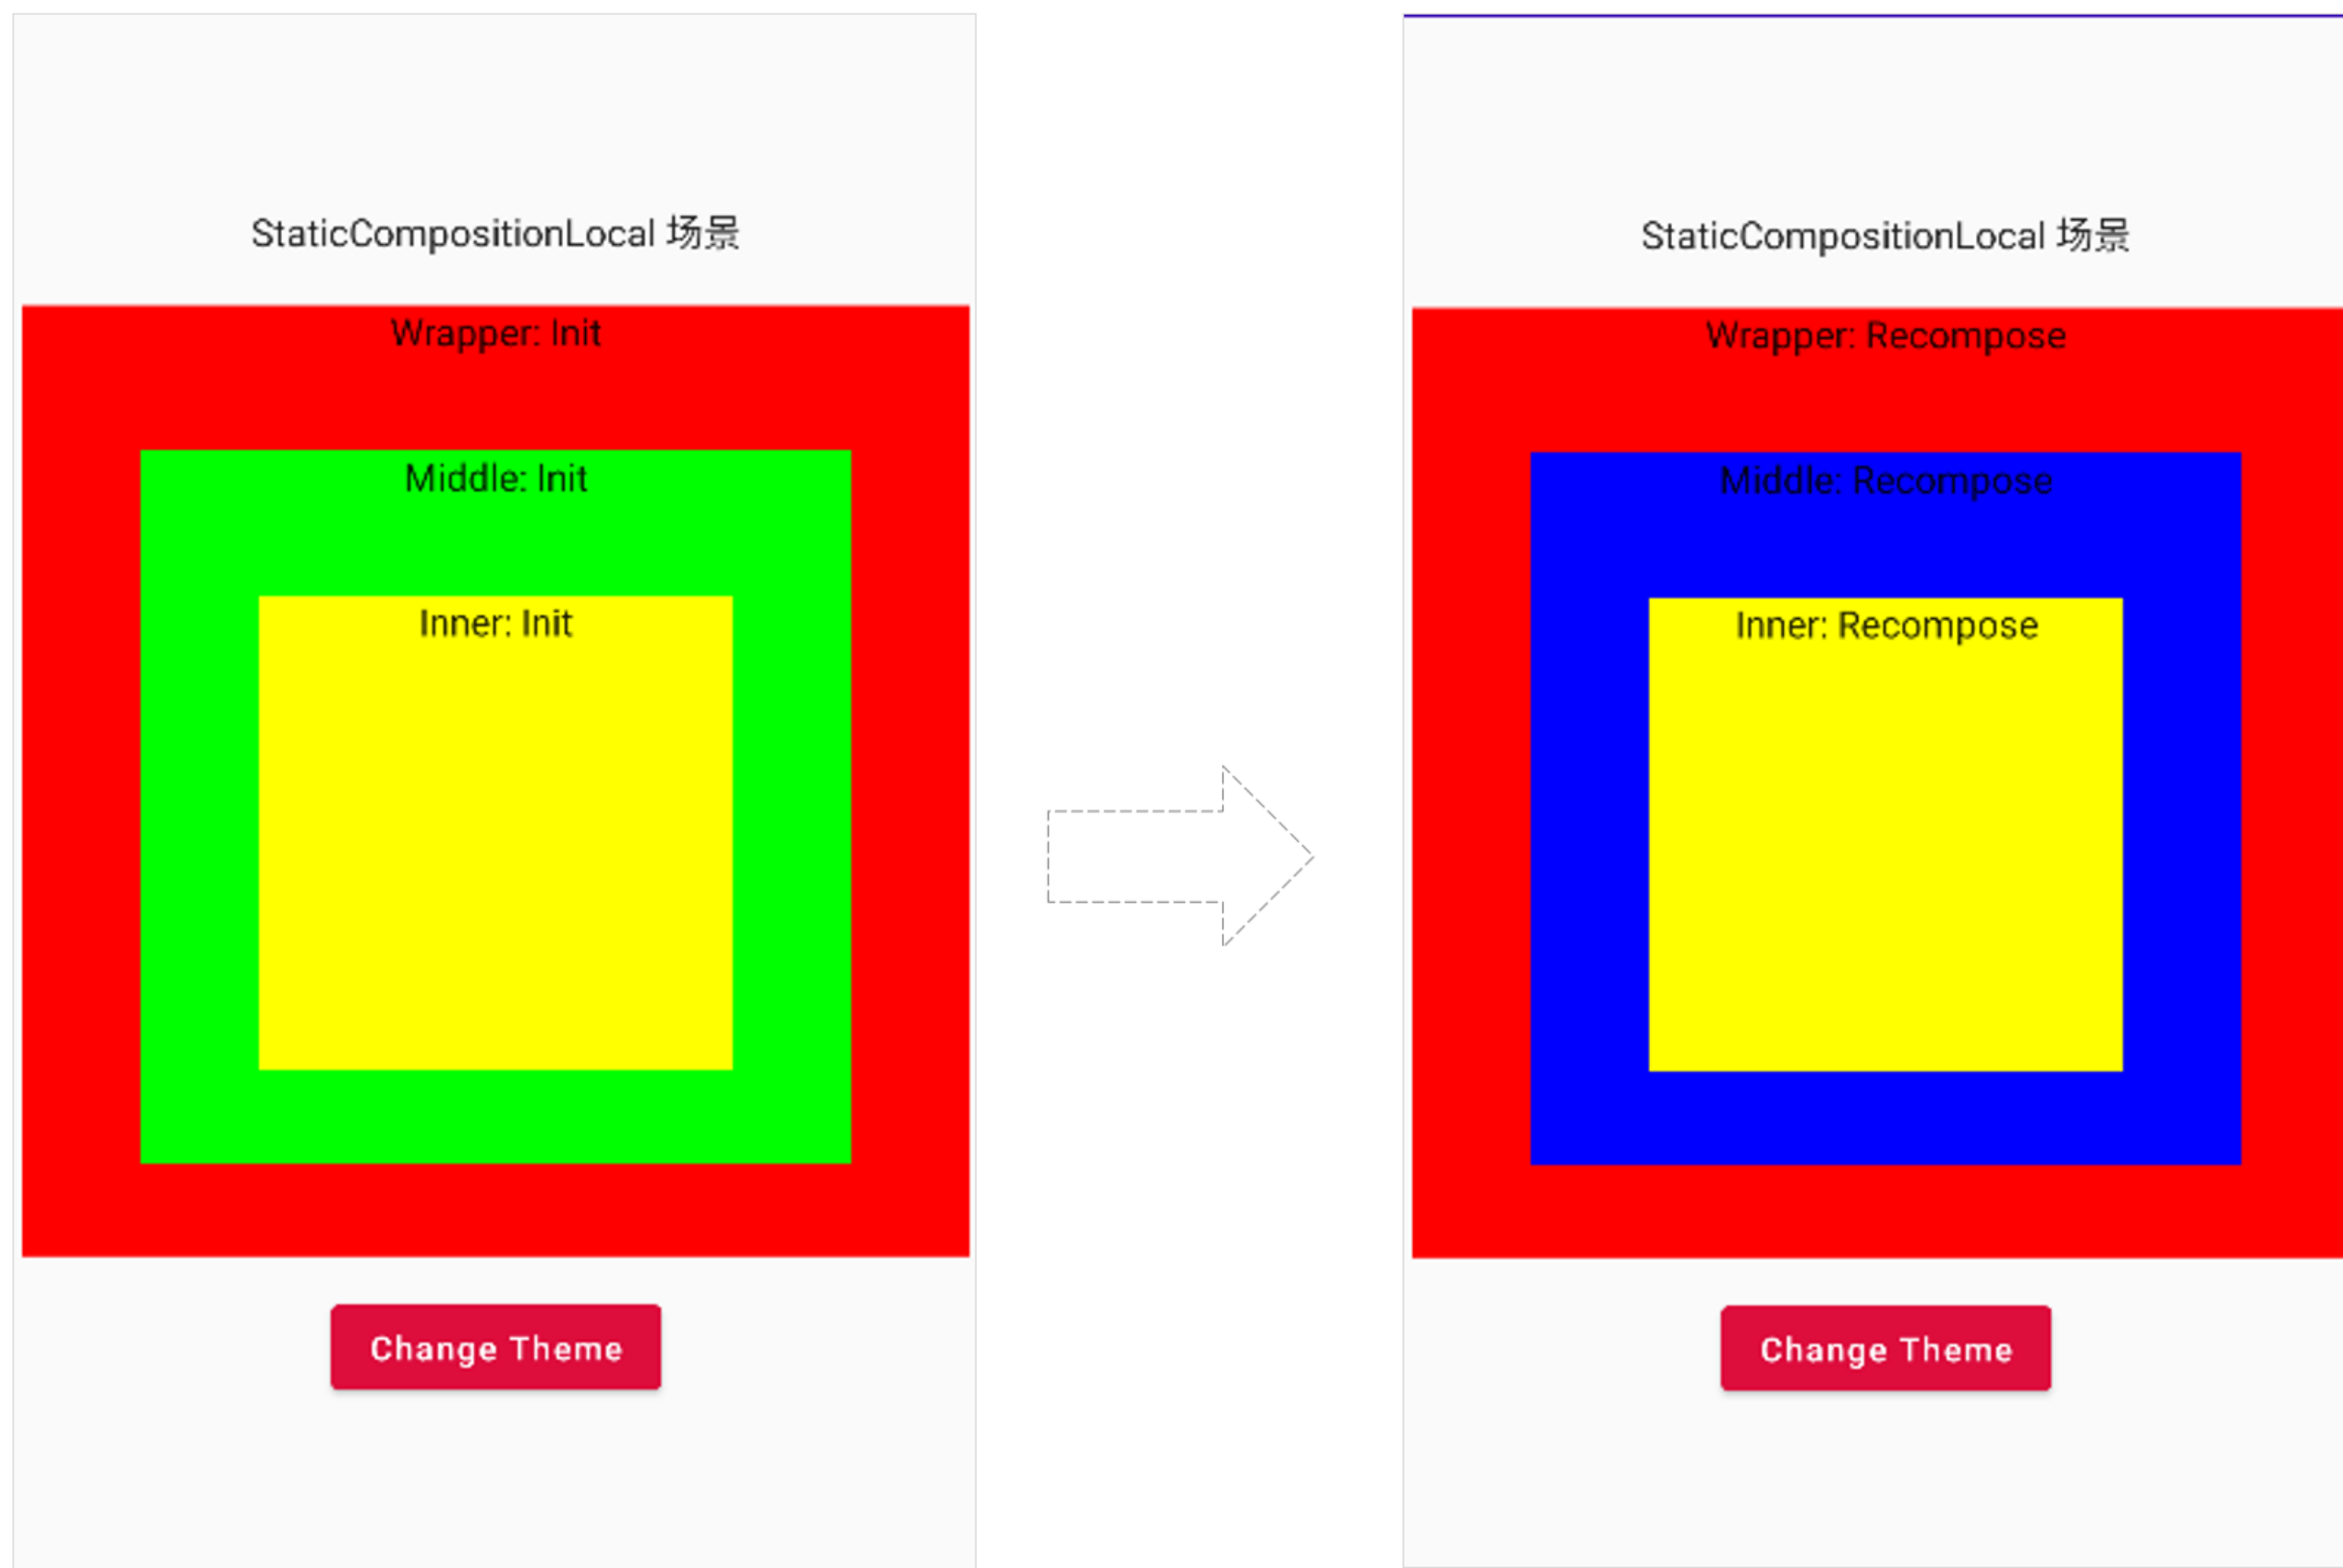 StaticCompositionLocal 场景
Wrapper: Init
Middle: Init
Inner: Init
Change Theme
StaticCompositionLocal 场景
Wrapper: Recompose
Middle: Recompose
Inner: Recompose
Change Theme